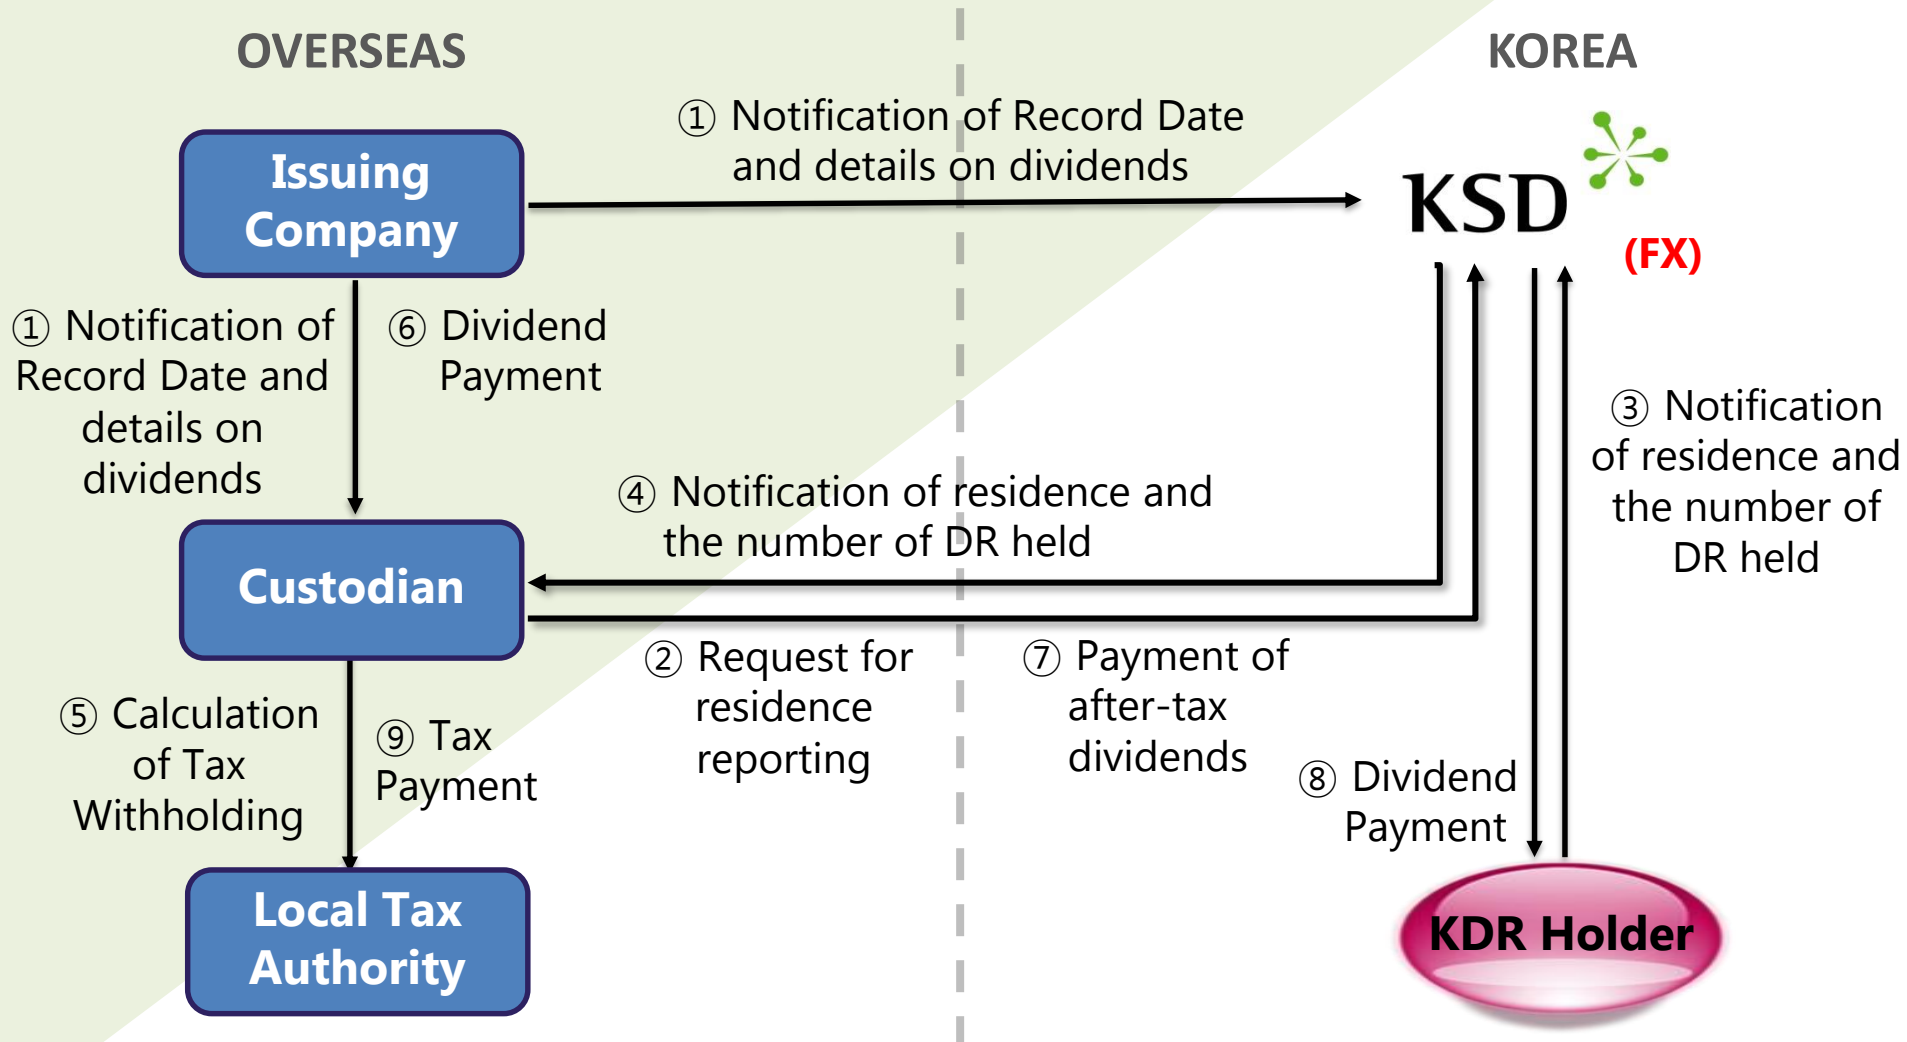 OVERSEAS
KOREA
① Notification of Record Date
and details on dividends
Issuing
Company
KSD
(FX)
① Notification of
Record Date and
details on
dividends
⑥ Dividend
Payment
③ Notification
of residence and
the number of
DR held
④ Notification of residence and
the number of DR held
Custodian
② Request for
residence
reporting
⑦ Payment of
after-tax
dividends
⑤ Calculation
of Tax
Withholding
⑨ Tax
Payment
⑧ Dividend
Payment
Local Tax
Authority
KDR Holder